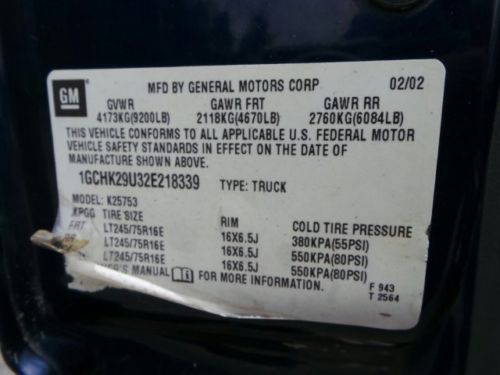 GM
MFD BY GENERAL MOTORS CORP 02/02
GVWR GAWR FRT GAWR RR
4173KG(9200LB) 2118KG(4670LB) 2760KG(6084LB)
THIS VEHICLE CONFORMS TO ALL APPLICABLE U.S. FEDERAL MOTOR
VEHICLE SAFETY STANDARDS IN EFFECT ON THE DATE OF
MANUFACTURE SHOWN ABOVE.
1GCHK29U32E218339 TYPE: TRUCK
MODEL: K25753
TIRE SIZE RIM COLD TIRE PRESSURE
FRT LT245/75R16E 16X6.5J 380KPA(55PSI)
LT245/75R16E 16X6.5J 550KPA(80PSI)
LT245/75R16E 16X6.5J 550KPA(80PSI)
MANUAL FOR MORE INFORMATION
F 943
T 2564